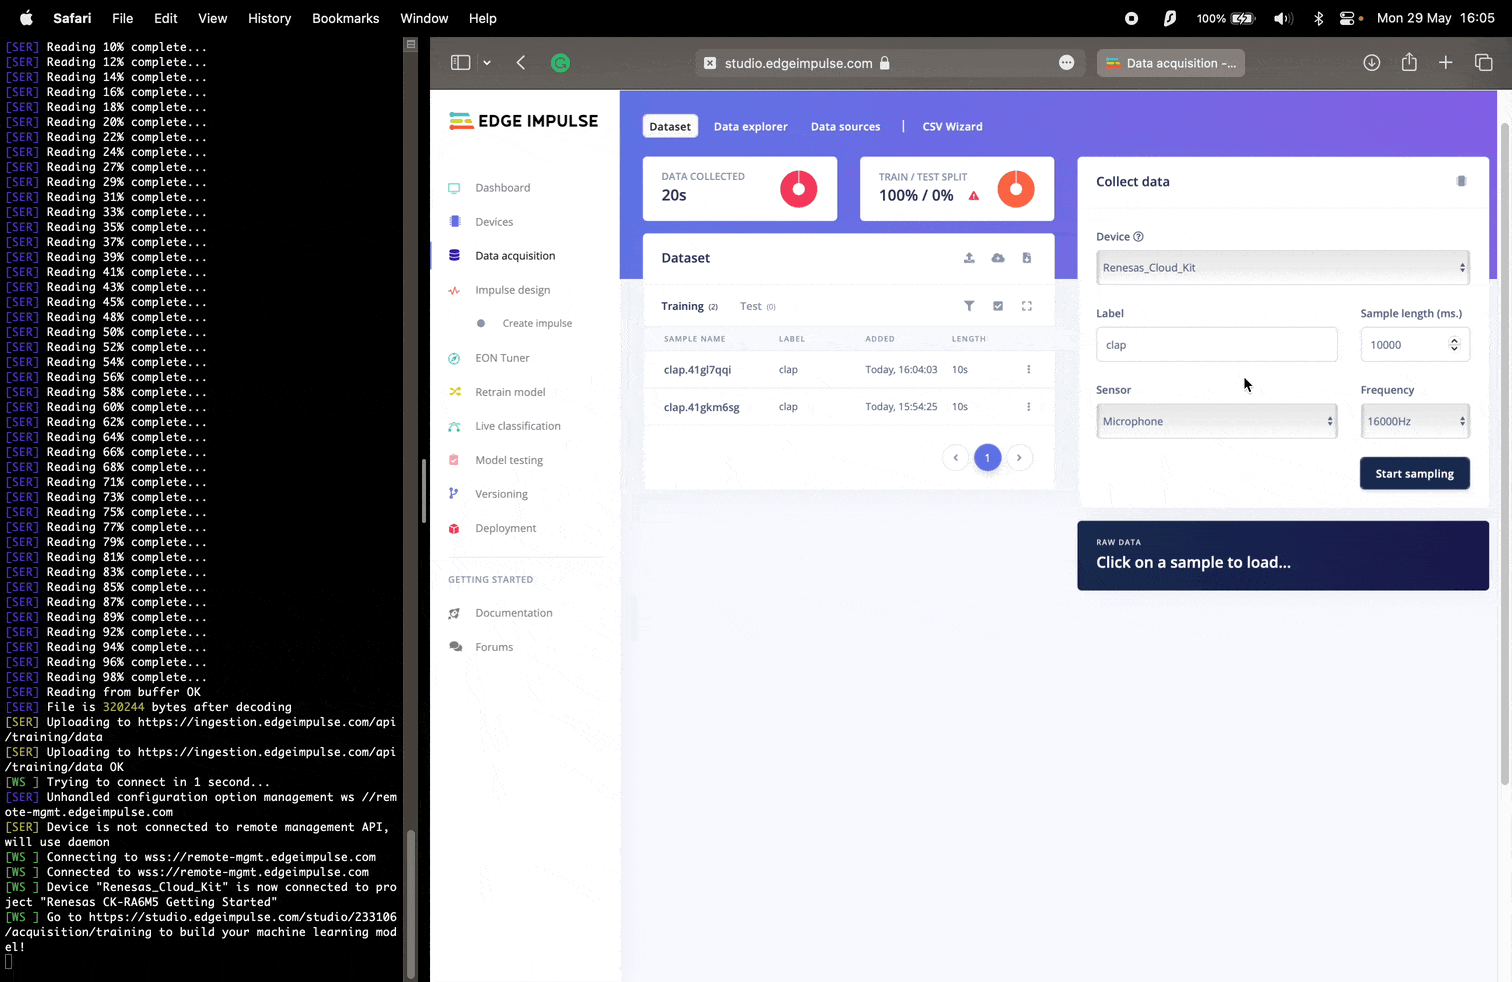 Safari File Edit View History Bookmarks Window Help 100% Mon 29 May 16:05
[SER] Reading 10% complete...
[SER] Reading 12% complete...
[SER] Reading 14% complete...
[SER] Reading 16% complete...
[SER] Reading 18% complete...
[SER] Reading 20% complete...
[SER] Reading 22% complete...
[SER] Reading 24% complete...
[SER] Reading 27% complete...
[SER] Reading 29% complete...
[SER] Reading 31% complete...
[SER] Reading 33% complete...
[SER] Reading 35% complete...
[SER] Reading 37% complete...
[SER] Reading 39% complete...
[SER] Reading 41% complete...
[SER] Reading 43% complete...
[SER] Reading 45% complete...
[SER] Reading 48% complete...
[SER] Reading 50% complete...
[SER] Reading 52% complete...
[SER] Reading 54% complete...
[SER] Reading 56% complete...
[SER] Reading 58% complete...
[SER] Reading 60% complete...
[SER] Reading 62% complete...
[SER] Reading 64% complete...
[SER] Reading 66% complete...
[SER] Reading 68% complete...
[SER] Reading 71% complete...
[SER] Reading 73% complete...
[SER] Reading 75% complete...
[SER] Reading 77% complete...
[SER] Reading 79% complete...
[SER] Reading 81% complete...
[SER] Reading 83% complete...
[SER] Reading 85% complete...
[SER] Reading 87% complete...
[SER] Reading 89% complete...
[SER] Reading 92% complete...
[SER] Reading 94% complete...
[SER] Reading 96% complete...
[SER] Reading 98% complete...
[SER] Reading from buffer OK
[SER] File is 320244 bytes after decoding
[SER] Uploading to https://ingestion.edgeimpulse.com/api
/training/data
[SER] Uploading to https://ingestion.edgeimpulse.com/api
/training/data OK
[WS ] Trying to connect in 1 second...
[SER] Unhandled configuration option management ws //rem
ote-mgmt.edgeimpulse.com
[SER] Device is not connected to remote management API,
will use daemon
[WS ] Connecting to wss://remote-mgmt.edgeimpulse.com
[WS ] Connected to wss://remote-mgmt.edgeimpulse.com
[WS ] Device "Renesas_Cloud_Kit" is now connected to pro
ject "Renesas CK-RA6M5 Getting Started"
[WS ] Go to https://studio.edgeimpulse.com/studio/233106
/acquisition/training to build your machine learning mod
el!
studio.edgeimpulse.com
Data acquisition -...
EDGE IMPULSE
Dashboard
Devices
Data acquisition
Impulse design
Create impulse
EON Tuner
Retrain model
Live classification
Model testing
Versioning
Deployment
GETTING STARTED
Documentation
Forums
Dataset Data explorer Data sources | CSV Wizard
DATA COLLECTED
20s
TRAIN / TEST SPLIT
100% / 0%
Dataset
Training (2) Test (0)
SAMPLE NAME LABEL ADDED LENGTH
clap.41gl7qqi clap Today, 16:04:03 10s
clap.41gkm6sg clap Today, 15:54:25 10s
1
Collect data
Device
Renesas_Cloud_Kit
Label Sample length (ms.)
clap 10000
Sensor Frequency
Microphone 16000Hz
Start sampling
RAW DATA
Click on a sample to load...